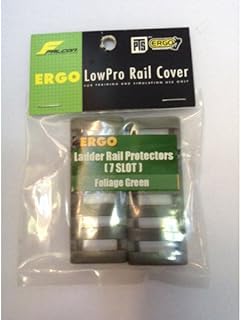 FALCON
PTS
ERGO
ERGO LowPro Rail Cover
FOR TRAINING AND SIMULATION USE ONLY
ERGO
Ladder Rail Protectors
( 7 SLOT )
Foliage Green